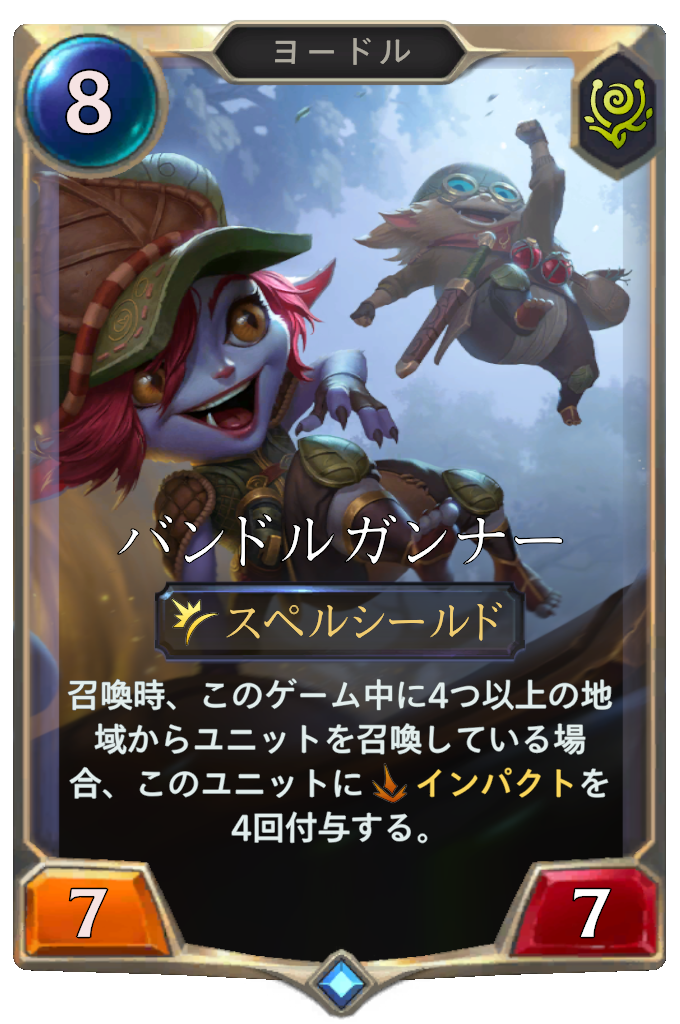 ヨードル
8
バンドルガンナー
スペルシールド
召喚時、このゲーム中に4つ以上の地
域からユニットを召喚している場
合、このユニットにインパクトを
4回付与する。
7
7